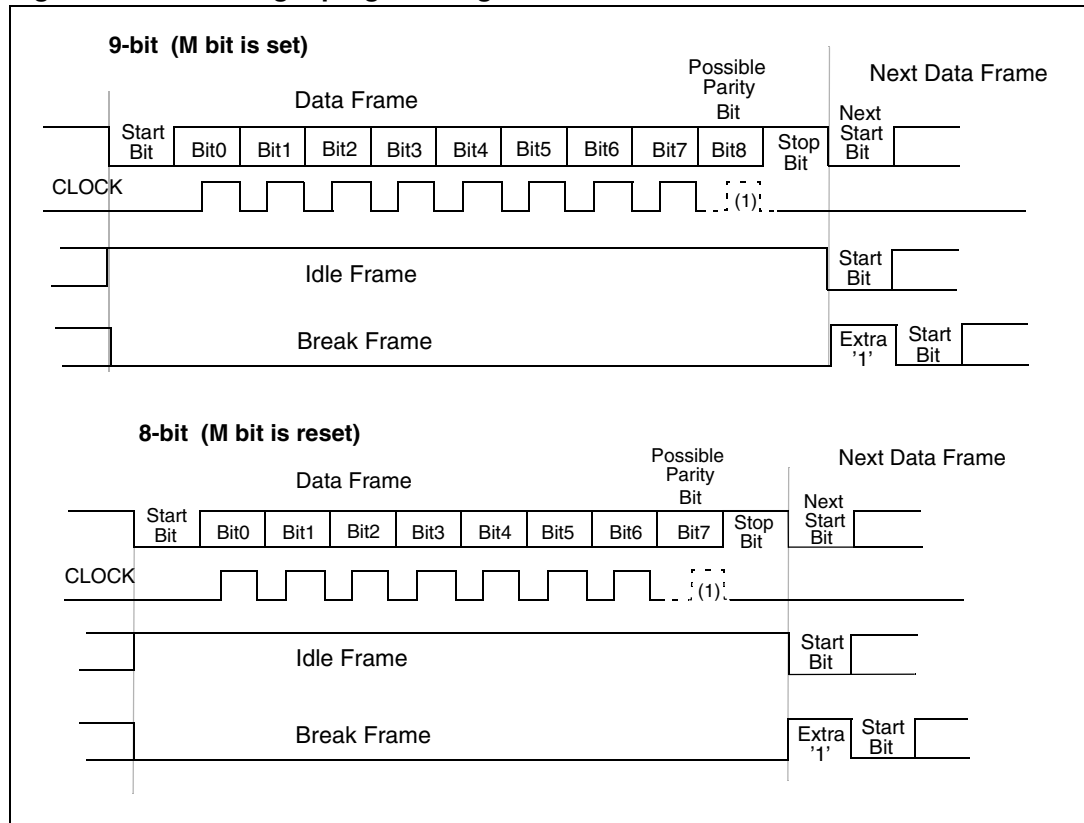 9-bit (M bit is set)
Data Frame
Possible
Parity
Bit
Next Data Frame
Start
Bit
Bit0 Bit1 Bit2 Bit3 Bit4 Bit5 Bit6 Bit7 Bit8
Stop
Bit
Next
Start
Bit
CLOCK
(1)
Idle Frame
Start
Bit
Break Frame
Extra
'1'
Start
Bit
8-bit (M bit is reset)
Data Frame
Possible
Parity
Bit
Next Data Frame
Start
Bit
Bit0 Bit1 Bit2 Bit3 Bit4 Bit5 Bit6 Bit7
Stop
Bit
Next
Start
Bit
CLOCK
(1)
Idle Frame
Start
Bit
Break Frame
Extra
'1'
Start
Bit